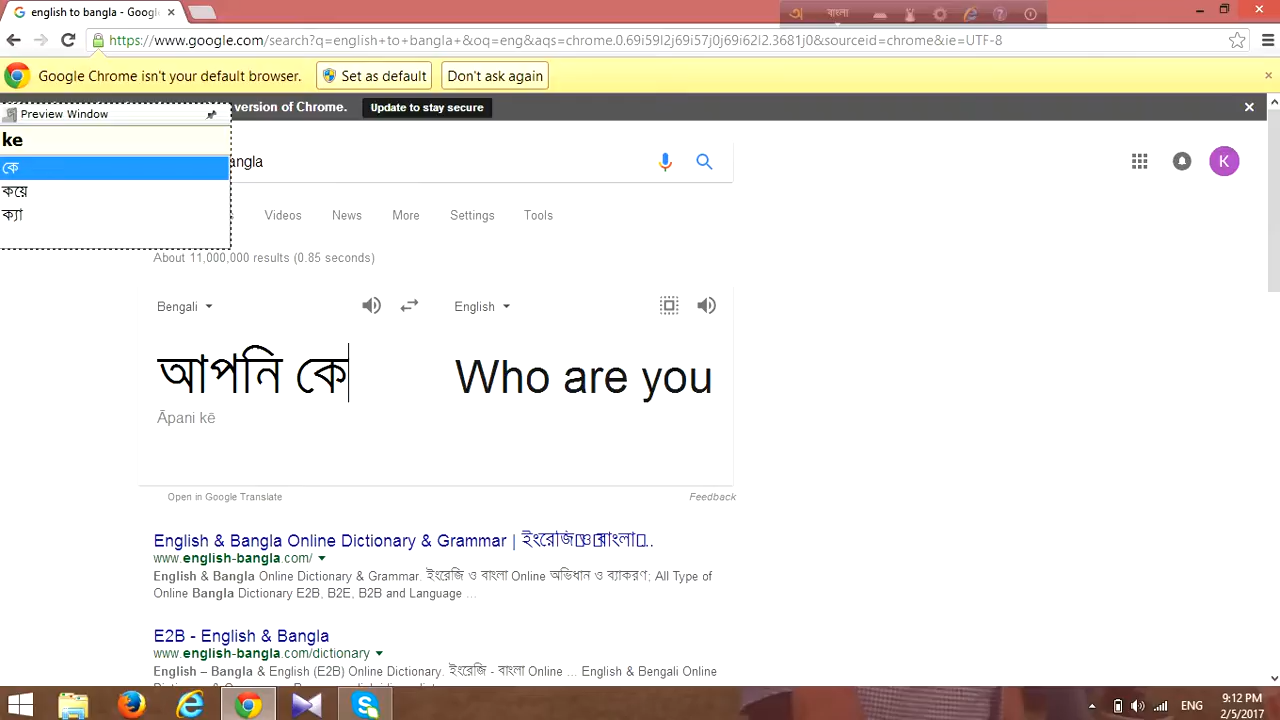 english to bangla - Googl
বাংলা
https://www.google.com/search?q=english+to+bangla+&oq=eng&aqs=chrome.0.69i59l2j69i57j0j69i62l2.3681j0&sourceid=chrome&ie=UTF-8
Google Chrome isn't your default browser. Set as default Don't ask again
version of Chrome. Update to stay secure
Preview Window
ke
কে
কয়ে
ক্যা
angla
K
Videos News More Settings Tools
About 11,000,000 results (0.85 seconds)
Bengali English
আপনি কে Who are you
Āpani kē
Open in Google Translate Feedback
English & Bangla Online Dictionary & Grammar | ইংরেজি ও বাংলা ...
www.english-bangla.com/
English & Bangla Online Dictionary & Grammar. ইংরেজি ও বাংলা Online অভিধান ও ব্যাকরণ; All Type of
Online Bangla Dictionary E2B, B2E, B2B and Language ...
E2B - English & Bangla
www.english-bangla.com/dictionary
English – Bangla & English (E2B) Online Dictionary. ইংরেজি - বাংলা Online ... English & Bengali Online
ENG
9:12 PM
2/5/2017